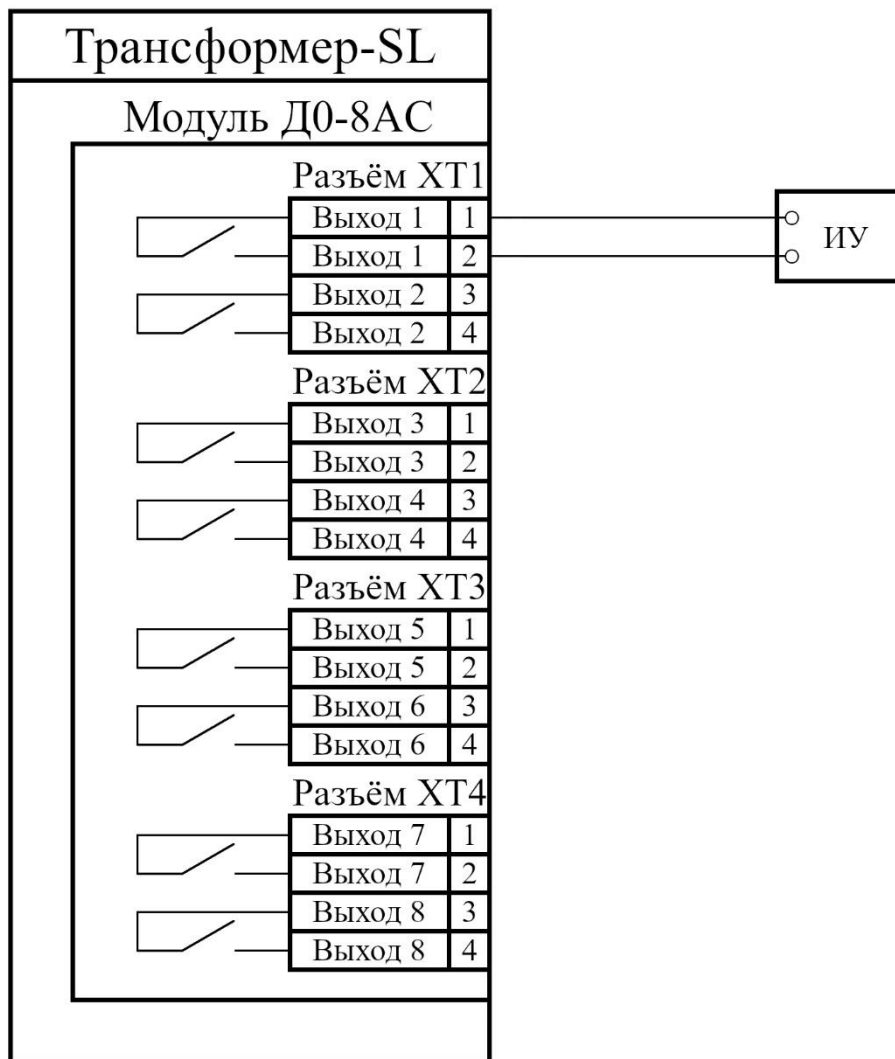 Трансформер-SL
Модуль Д0-8АС
Разъём XT1
Выход 1 1
Выход 1 2
Выход 2 3
Выход 2 4
ИУ
Разъём XT2
Выход 3 1
Выход 3 2
Выход 4 3
Выход 4 4
Разъём XT3
Выход 5 1
Выход 5 2
Выход 6 3
Выход 6 4
Разъём XT4
Выход 7 1
Выход 7 2
Выход 8 3
Выход 8 4